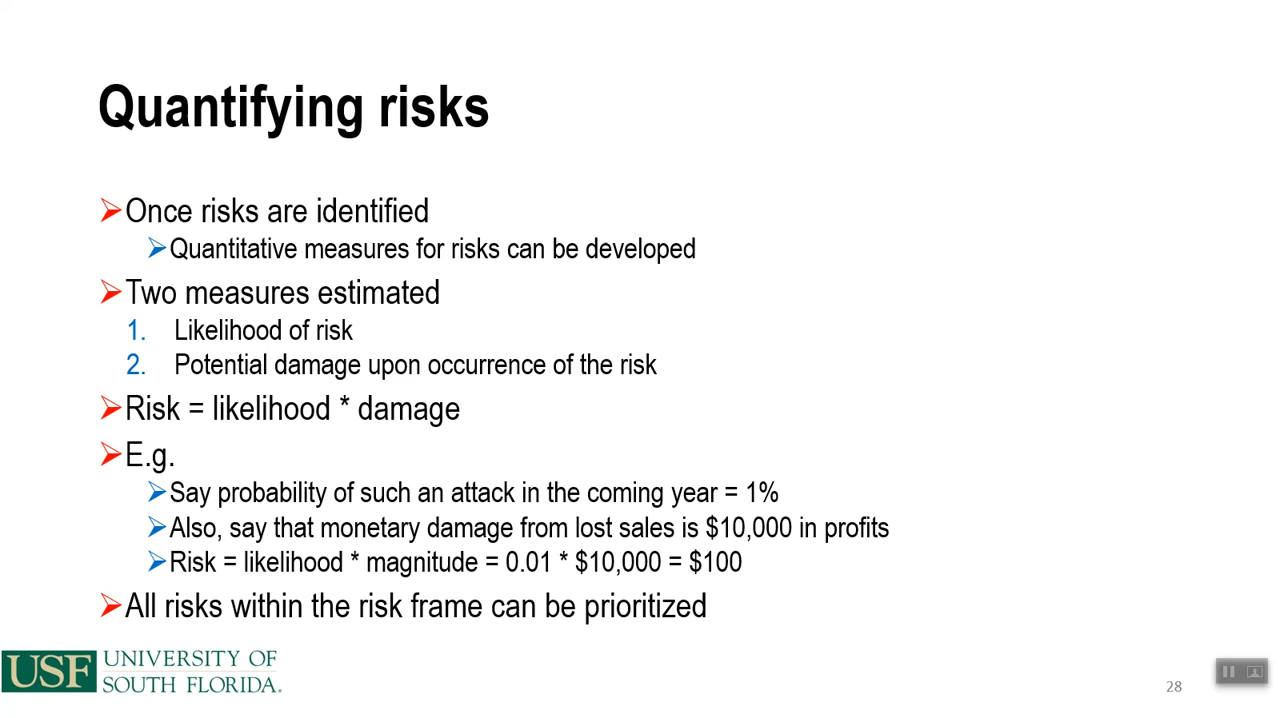 Quantifying risks
Once risks are identified
Quantitative measures for risks can be developed
Two measures estimated
1. Likelihood of risk
2. Potential damage upon occurrence of the risk
Risk = likelihood * damage
E.g.
Say probability of such an attack in the coming year = 1%
Also, say that monetary damage from lost sales is $10,000 in profits
Risk = likelihood * magnitude = 0.01 * $10,000 = $100
All risks within the risk frame can be prioritized
USF
UNIVERSITY OF
SOUTH FLORIDA.
28